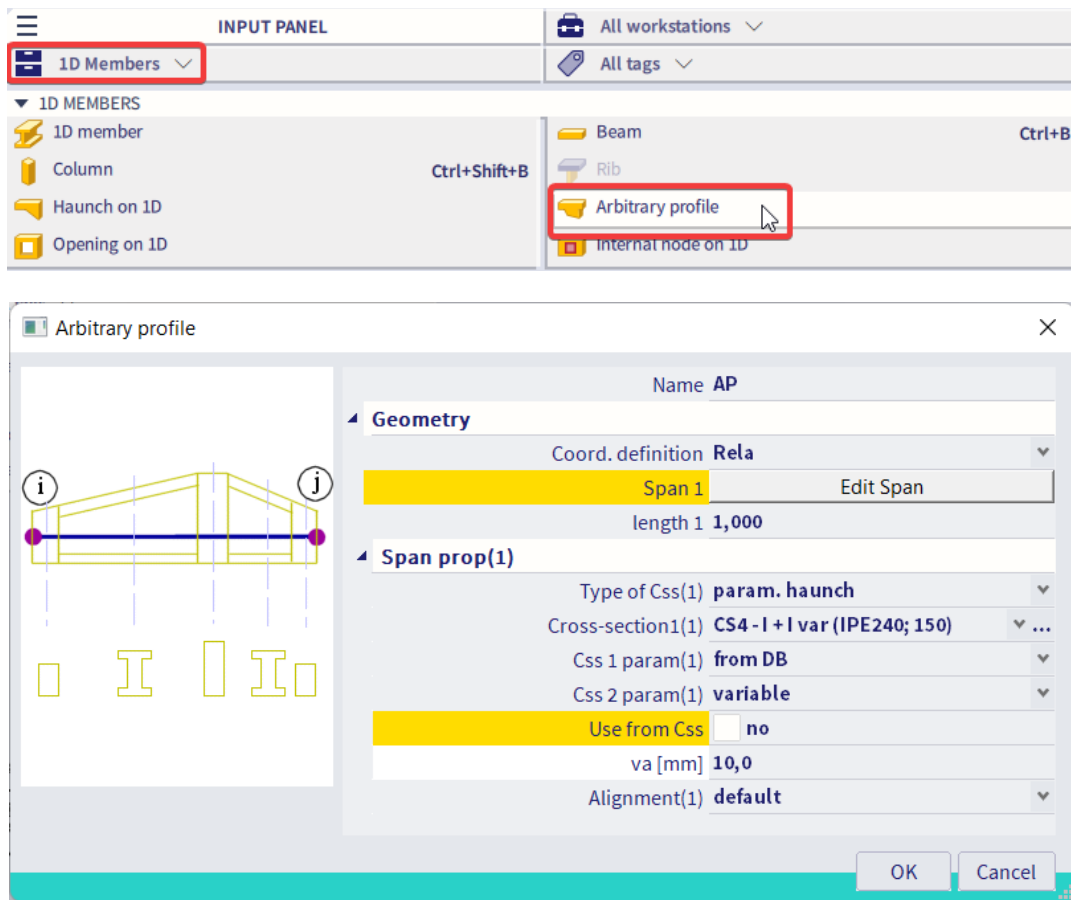 INPUT PANEL
All workstations
1D Members
All tags
1D MEMBERS
1D member
Beam Ctrl+B
Column Ctrl+Shift+B
Rib
Haunch on 1D
Arbitrary profile
Opening on 1D
Internal node on 1D
Arbitrary profile
Name AP
Geometry
Coord. definition Rela
Span 1 Edit Span
length 1 1,000
Span prop(1)
Type of Css(1) param. haunch
Cross-section1(1) CS4 - I + I var (IPE240; 150) ...
Css 1 param(1) from DB
Css 2 param(1) variable
Use from Css no
va [mm] 10,0
Alignment(1) default
i
j
OK Cancel